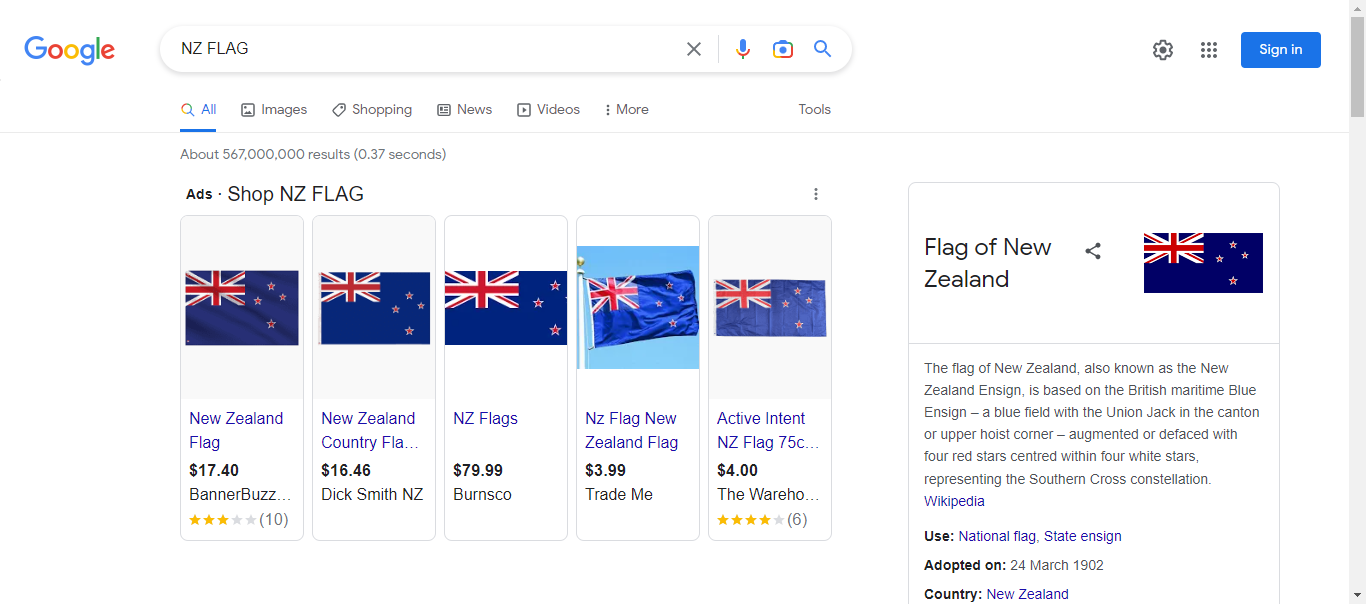 Google
NZ FLAG
Sign in
All
Images
Shopping
News
Videos
More
Tools
About 567,000,000 results (0.37 seconds)
Ads · Shop NZ FLAG
New Zealand
Flag
$17.40
BannerBuzz...
(10)
New Zealand
Country Fla...
$16.46
Dick Smith NZ
NZ Flags
$79.99
Burnsco
Nz Flag New
Zealand Flag
$3.99
Trade Me
Active Intent
NZ Flag 75c...
$4.00
The Wareho...
(6)
Flag of New
Zealand
The flag of New Zealand, also known as the New
Zealand Ensign, is based on the British maritime Blue
Ensign – a blue field with the Union Jack in the canton
or upper hoist corner – augmented or defaced with
four red stars centred within four white stars,
representing the Southern Cross constellation.
Wikipedia
Use: National flag, State ensign
Adopted on: 24 March 1902
Country: New Zealand